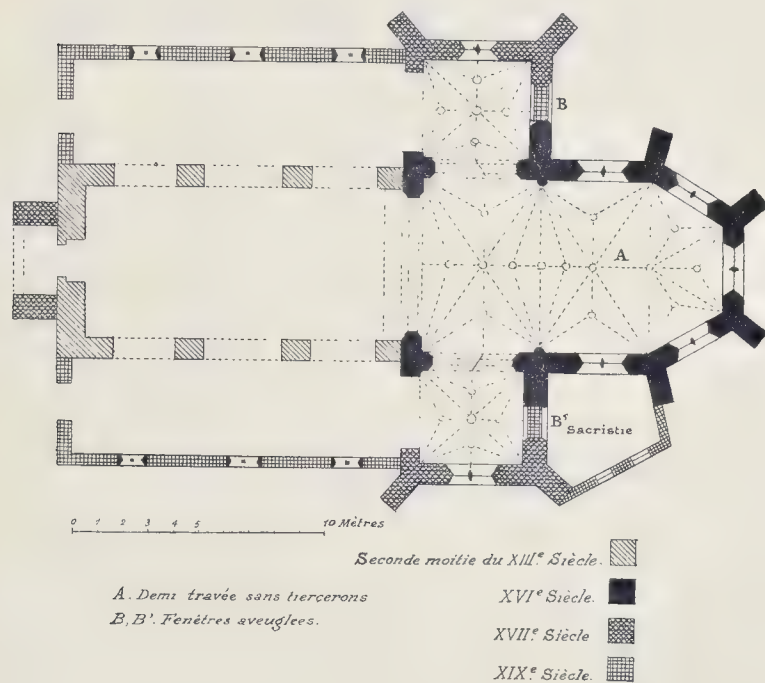 B
A
B' Sacristie
0 1 2 3 4 5 10 Mètres
Seconde moitie du XIII.e Siècle.
A. Demi travée sans tiercerons
B, B'. Fenêtres aveuglees.
XVI e Siècle.
XVII.e Siècle
XIX.e Siècle.